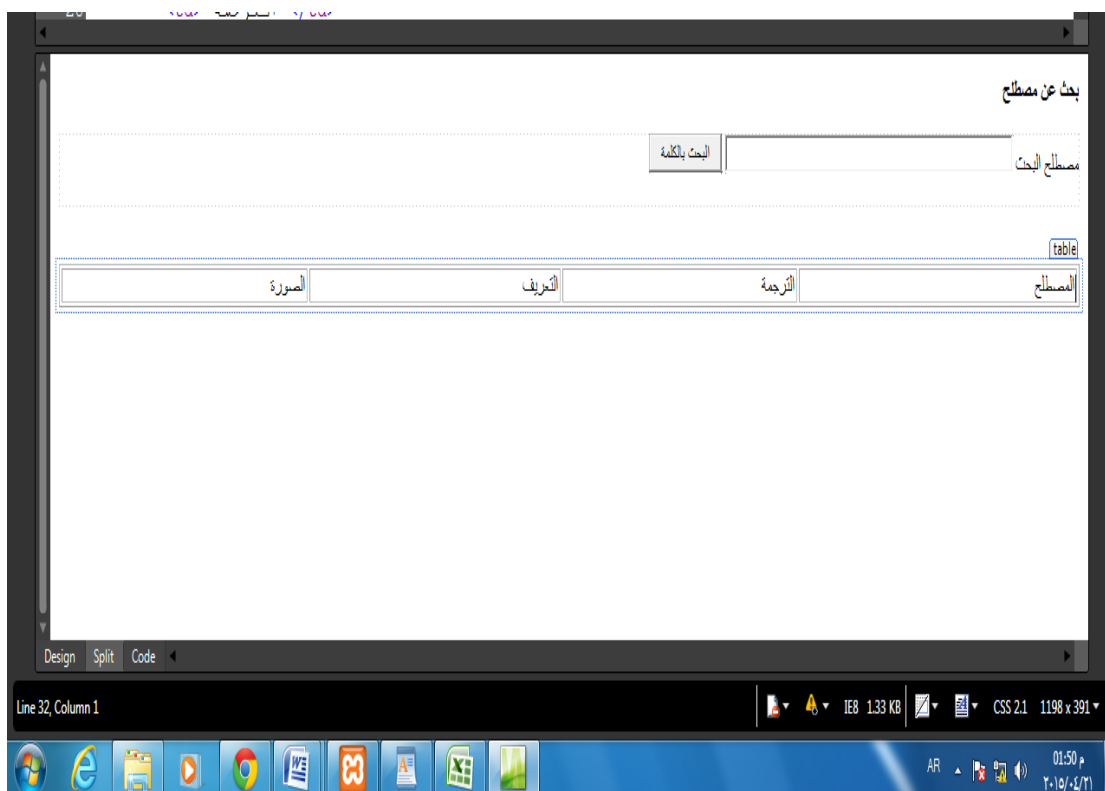 بحث عن مصطلح
مصطلح البحث البحث بالكلمة
table
المصطلح الترجمة التعريف الصورة
Design Split Code
Line 32, Column 1 IE8 1.33 KB CSS 2.1 1198 x 391
AR 01:50 م
٢٠١٥/٠٤/٢١